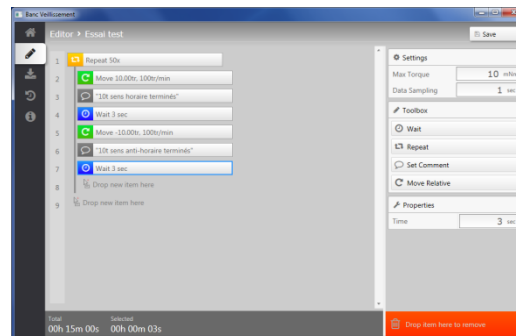 Banc Veillissement
Editor > Essai test
Save
1 Repeat 50s
2 Move 10.00tr, 100tr/min
3 "10t sens horaire terminés"
4 Wait 3 sec
5 Move -10.00tr, 100tr/min
6 "10t sens anti-horaire terminés"
7 Wait 3 sec
8 Drop new item here
9 Drop new item here
Settings
Max Torque 10 mNm
Data Sampling 1 sec
Toolbox
Wait
Repeat
Set Comment
Move Relative
Properties
Time 3 sec
Total Selected
00h 15m 00s 00h 00m 03s
Drop item here to remove